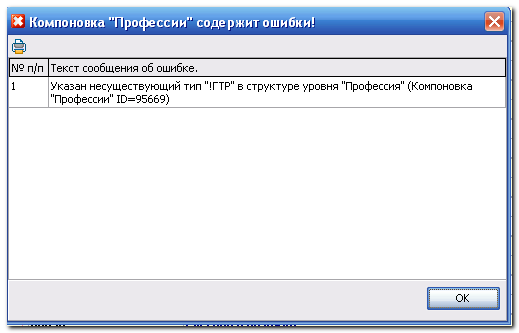 Компоновка "Профессии" содержит ошибки!
№ п/п Текст сообщения об ошибке.
1 Указан несуществующий тип "!ГТР" в структуре уровня "Профессия" (Компоновка
"Профессии" ID=95669)
OK